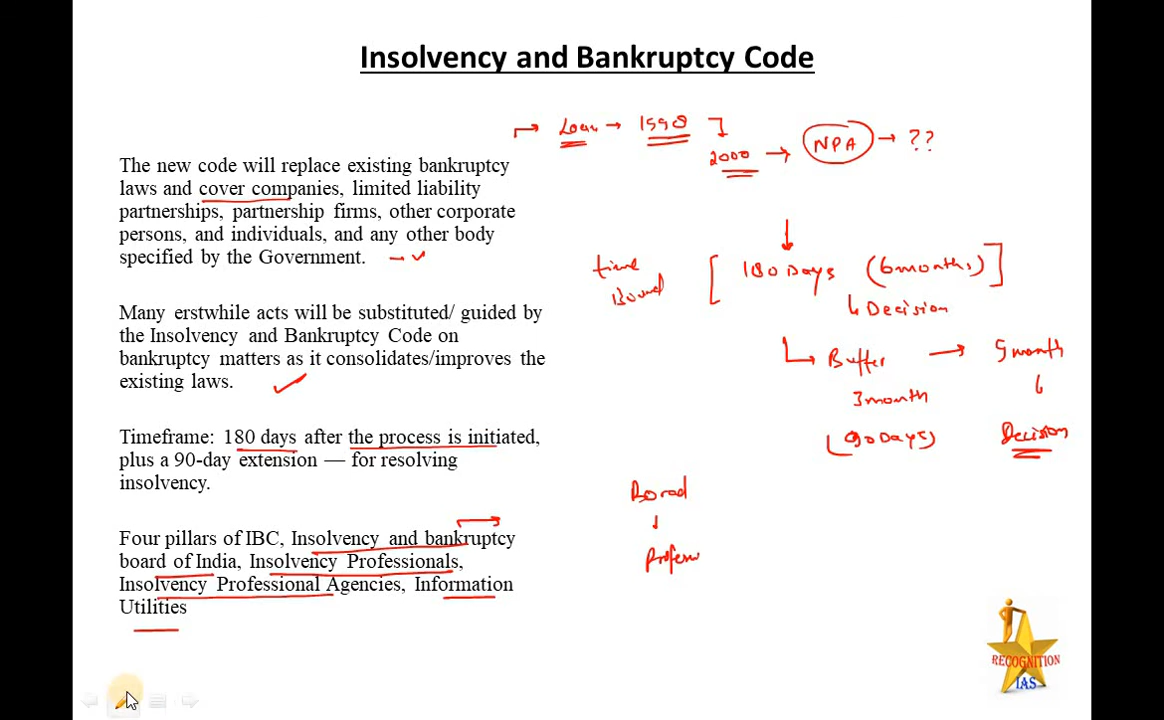 Insolvency and Bankruptcy Code
Loan → 1998
2000 → NPA → ??
The new code will replace existing bankruptcy
laws and cover companies, limited liability
partnerships, partnership firms, other corporate
persons, and individuals, and any other body
specified by the Government.
time
Bound
180 Days (6 months)
Decision
Many erstwhile acts will be substituted/ guided by
the Insolvency and Bankruptcy Code on
bankruptcy matters as it consolidates/improves the
existing laws.
Buffer → 9 month
3 month
(90 Days)
Decision
Timeframe: 180 days after the process is initiated,
plus a 90-day extension — for resolving
insolvency.
Four pillars of IBC, Insolvency and bankruptcy
board of India, Insolvency Professionals,
Insolvency Professional Agencies, Information
Utilities
RECOGNITION
IAS